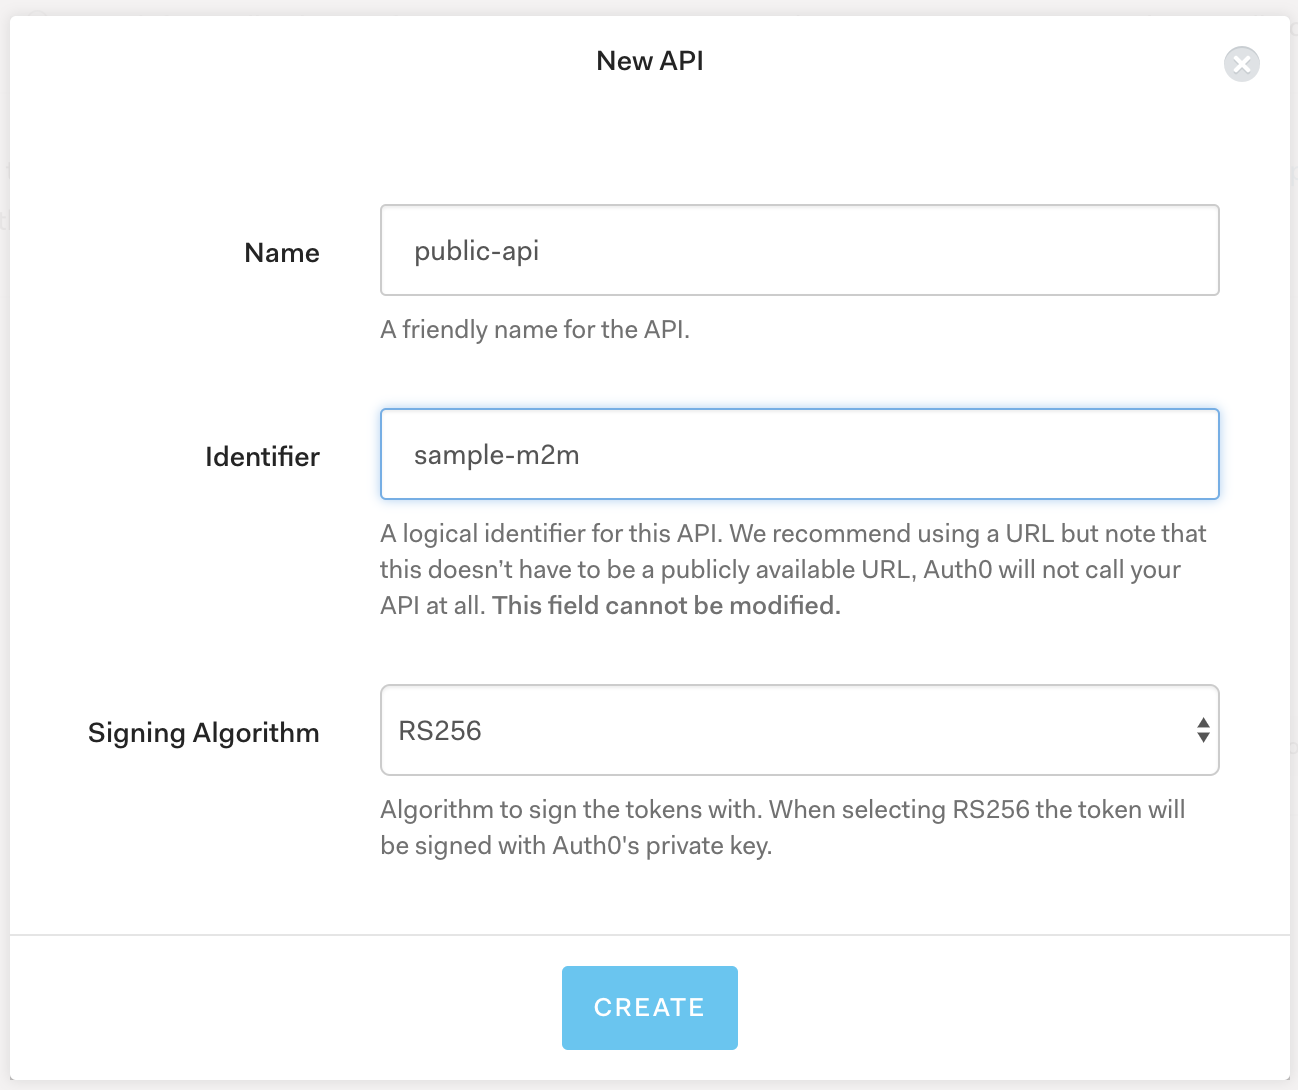 New API
Name
public-api
A friendly name for the API.
Identifier
sample-m2m
A logical identifier for this API. We recommend using a URL but note that
this doesn’t have to be a publicly available URL, Auth0 will not call your
API at all. This field cannot be modified.
Signing Algorithm
RS256
Algorithm to sign the tokens with. When selecting RS256 the token will
be signed with Auth0's private key.
CREATE